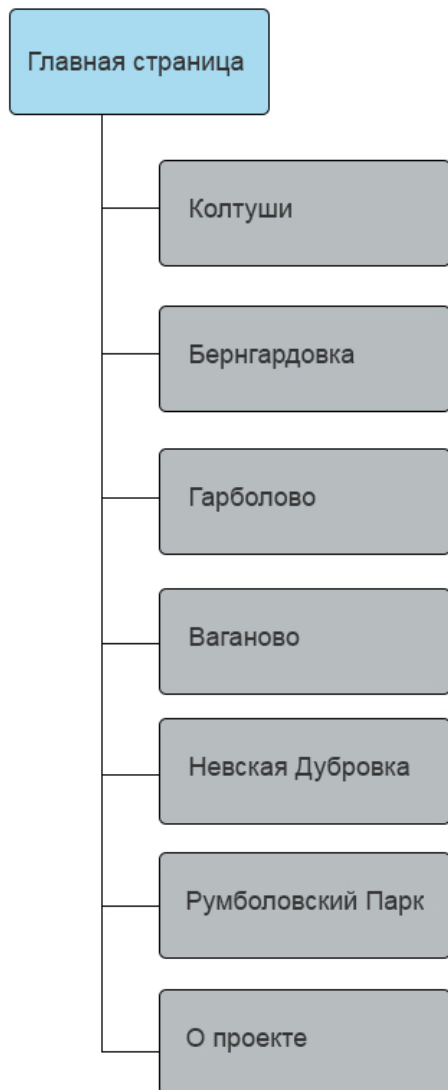 Главная страница
Колтуши
Бернгардовка
Гарболово
Ваганово
Невская Дубровка
Румболовский Парк
О проекте